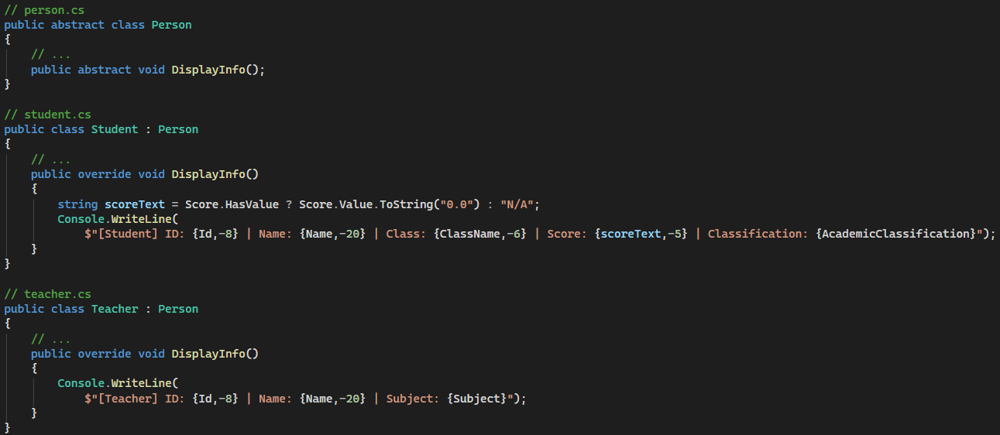 // person.cs
public abstract class Person
{
    // ...
    public abstract void DisplayInfo();
}

// student.cs
public class Student : Person
{
    // ...
    public override void DisplayInfo()
    {
        string scoreText = Score.HasValue ? Score.Value.ToString("0.0") : "N/A";
        Console.WriteLine(
            $"[Student] ID: {Id,-8} | Name: {Name,-20} | Class: {ClassName,-6} | Score: {scoreText,-5} | Classification: {AcademicClassification}");
    }
}

// teacher.cs
public class Teacher : Person
{
    // ...
    public override void DisplayInfo()
    {
        Console.WriteLine(
            $"[Teacher] ID: {Id,-8} | Name: {Name,-20} | Subject: {Subject}");
    }
}